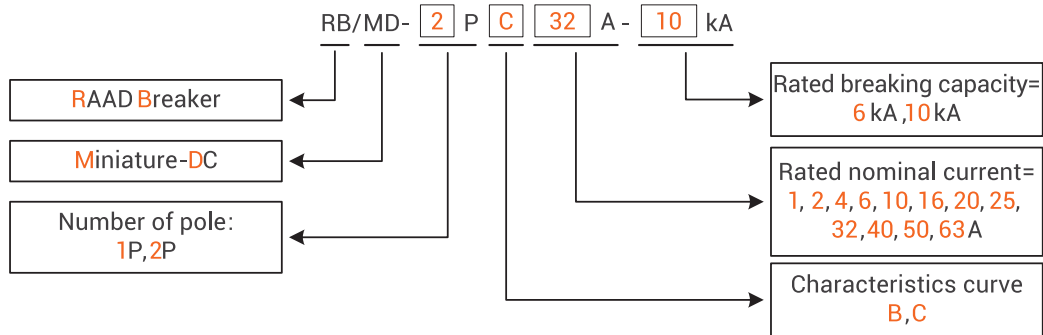 RB/MD- 2 P C 32 A - 10 kA
RAAD Breaker
Miniature-DC
Number of pole:
1P,2P
Rated breaking capacity=
6 kA ,10 kA
Rated nominal current=
1, 2, 4, 6, 10, 16, 20, 25,
32, 40, 50, 63 A
Characteristics curve
B,C